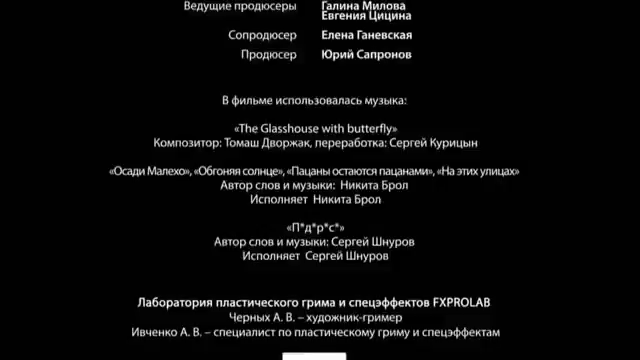 Ведущие продюсеры Галина Милова
Евгения Цицина
Сопродюсер Елена Ганевская
Продюсер Юрий Сапронов
В фильме использовалась музыка:
«The Glasshouse with butterfly»
Композитор: Томаш Дворжак, переработка: Сергей Курицын
«Осади Малехо», «Обгоняя солнце», «Пацаны остаются пацанами», «На этих улицах»
Автор слов и музыки: Никита Брол
Исполняет Никита Брол
«П*д*р*с*»
Автор слов и музыки: Сергей Шнуров
Исполняет Сергей Шнуров
Лаборатория пластического грима и спецэффектов FXPROLAB
Черных А. В. – художник-гример
Ивченко А. В. – специалист по пластическому гриму и спецэффектам